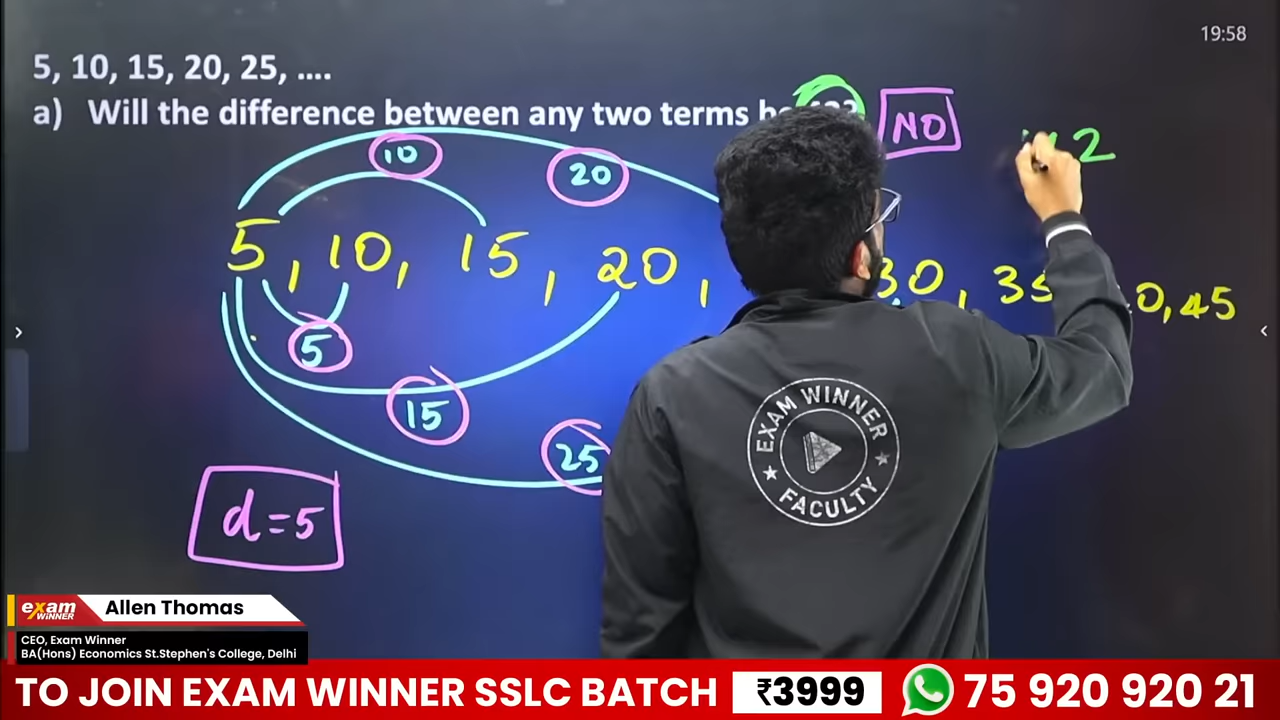 19:58
5, 10, 15, 20, 25, ....
a) Will the difference between any two terms
NO
2
10
20
5, 10, 15, 20, 30, 35 0, 45
5
15
25
d=5
EXAM WINNER
FACULTY
exam WINNER
Allen Thomas
CEO, Exam Winner
BA(Hons) Economics St.Stephen's College, Delhi
TO JOIN EXAM WINNER SSLC BATCH ₹3999 75 920 920 21